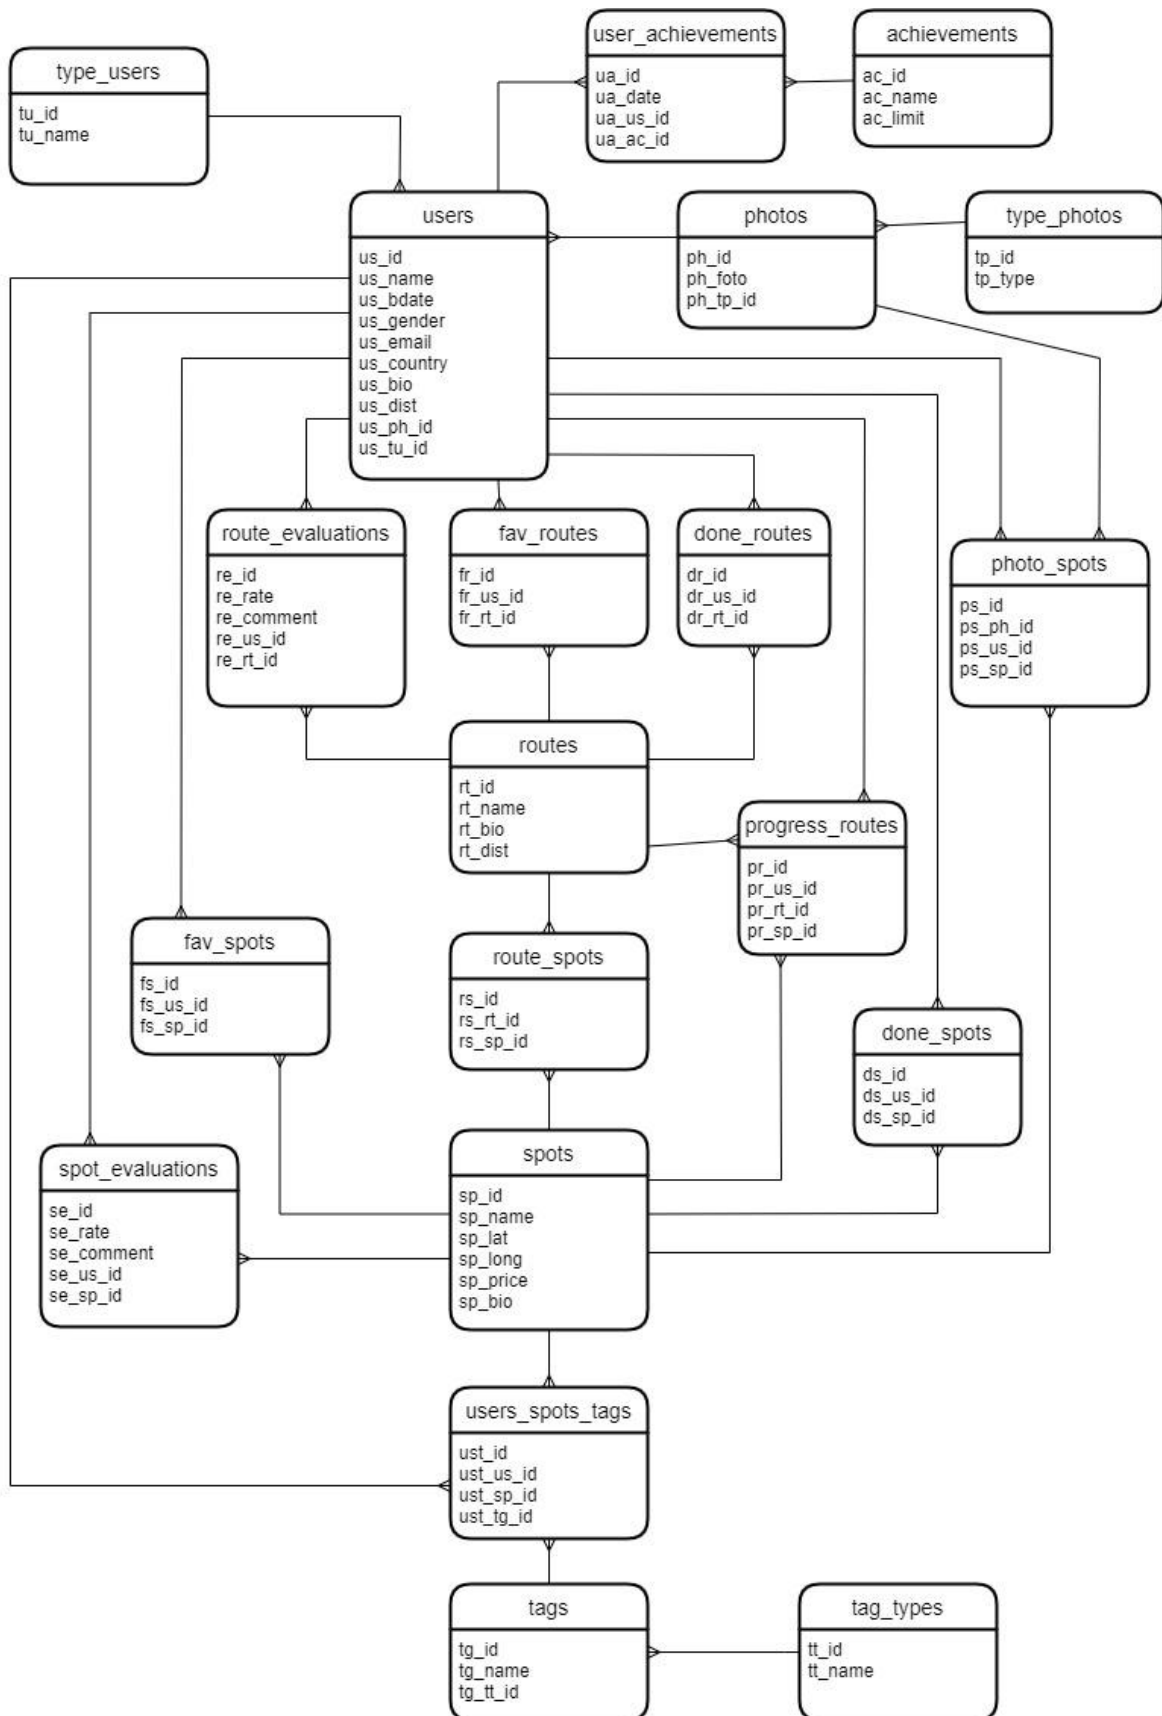 type_users
tu_id
tu_name
user_achievements
ua_id
ua_date
ua_us_id
ua_ac_id
achievements
ac_id
ac_name
ac_limit
users
us_id
us_name
us_bdate
us_gender
us_email
us_country
us_bio
us_dist
us_ph_id
us_tu_id
photos
ph_id
ph_foto
ph_tp_id
type_photos
tp_id
tp_type
route_evaluations
re_id
re_rate
re_comment
re_us_id
re_rt_id
fav_routes
fr_id
fr_us_id
fr_rt_id
done_routes
dr_id
dr_us_id
dr_rt_id
photo_spots
ps_id
ps_ph_id
ps_us_id
ps_sp_id
routes
rt_id
rt_name
rt_bio
rt_dist
progress_routes
pr_id
pr_us_id
pr_rt_id
pr_sp_id
fav_spots
fs_id
fs_us_id
fs_sp_id
route_spots
rs_id
rs_rt_id
rs_sp_id
done_spots
ds_id
ds_us_id
ds_sp_id
spot_evaluations
se_id
se_rate
se_comment
se_us_id
se_sp_id
spots
sp_id
sp_name
sp_lat
sp_long
sp_price
sp_bio
users_spots_tags
ust_id
ust_us_id
ust_sp_id
ust_tg_id
tags
tg_id
tg_name
tg_tt_id
tag_types
tt_id
tt_name